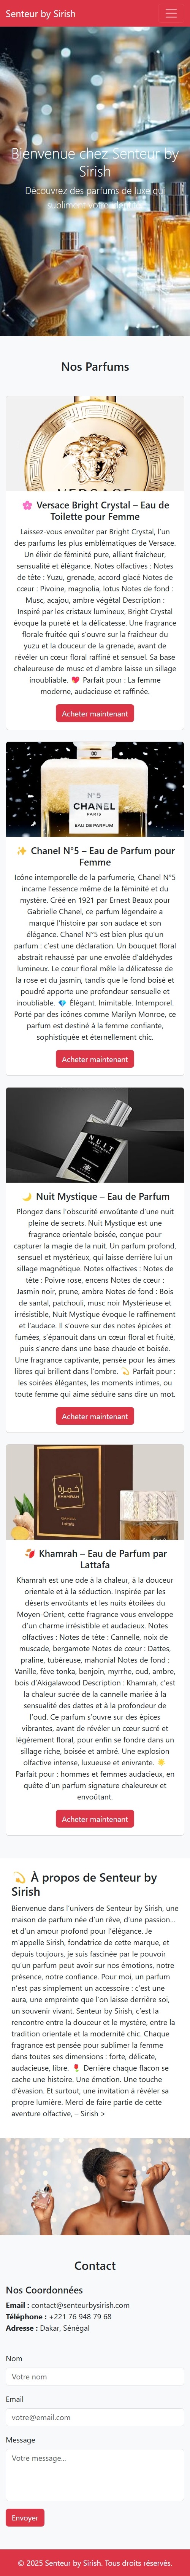 Senteur by Sirish
Bienvenue chez Senteur by
Sirish
Découvrez des parfums de luxe qui
subliment votre
Nos Parfums
🌸 Versace Bright Crystal – Eau de
Toilette pour Femme
Laissez-vous envoûter par Bright Crystal, l'un
des parfums les plus emblématiques de Versace.
Un élixir de féminité pure, alliant fraîcheur,
sensualité et élégance. Notes olfactives : Notes
de tête : Yuzu, grenade, accord glacé Notes de
cœur : Pivoine, magnolia, lotus Notes de fond :
Musc, acajou, ambre végétal Description :
Inspiré par les cristaux lumineux, Bright Crystal
évoque la pureté et la délicatesse. Une fragrance
florale fruitée qui s'ouvre sur la fraîcheur du
yuzu et la douceur de la grenade, avant de
révéler un cœur floral raffiné et sensuel. Sa base
chaleureuse de musc et d'ambre laisse un sillage
inoubliable. 💖 Parfait pour : La femme
moderne, audacieuse et raffinée.
Acheter maintenant
N°5
CHANEL
PARIS
EAU DE PARFUM
✨ Chanel N°5 – Eau de Parfum pour
Femme
Icône intemporelle de la parfumerie, Chanel N°5
incarne l'essence même de la féminité et du
mystère. Créé en 1921 par Ernest Beaux pour
Gabrielle Chanel, ce parfum légendaire a
marqué l'histoire par son audace et son
élégance. Chanel N°5 est bien plus qu'un
parfum : c'est une déclaration. Un bouquet floral
abstrait rehaussé par une envolée d'aldéhydes
lumineux. Le cœur floral mêle la délicatesse de
la rose et du jasmin, tandis que le fond boisé et
poudré apporte une profondeur sensuelle et
inoubliable. 💎 Élégant. Inimitable. Intemporel.
Porté par des icônes comme Marilyn Monroe, ce
parfum est destiné à la femme confiante,
sophistiquée et éternellement chic.
Acheter maintenant
NUIT
🌙 Nuit Mystique – Eau de Parfum
Plongez dans l'obscurité envoûtante d'une nuit
pleine de secrets. Nuit Mystique est une
fragrance orientale boisée, conçue pour
capturer la magie de la nuit. Un parfum profond,
sensuel et mystérieux, qui laisse derrière lui un
sillage magnétique. Notes olfactives : Notes de
tête : Poivre rose, encens Notes de cœur :
Jasmin noir, prune, ambre Notes de fond : Bois
de santal, patchouli, musc noir Mystérieuse et
irrésistible, Nuit Mystique évoque le raffinement
et l'audace. Il s'ouvre sur des notes épicées et
fumées, s'épanouit dans un cœur floral et fruité,
puis s'ancre dans une base boisée et boisée.
Une fragrance captivante, pensée pour les âmes
libres qui brillent dans l'ombre. 💫 Parfait pour :
les soirées élégantes, les moments intimes, ou
toute femme qui aime séduire sans dire un mot.
Acheter maintenant
خمرة
KHAMRAH
Lattafa
🍯 Khamrah – Eau de Parfum par
Lattafa
Khamrah est une ode à la chaleur, à la douceur
orientale et à la séduction. Inspirée par les
déserts envoûtants et les nuits étoilées du
Moyen-Orient, cette fragrance vous enveloppe
d'un charme irrésistible et audacieux. Notes
olfactives : Notes de tête : Cannelle, noix de
muscade, bergamote Notes de cœur : Dattes,
praline, tubéreuse, mahonial Notes de fond :
Vanille, fève tonka, benjoin, myrrhe, oud, ambre,
bois d'Akigalawood Description : Khamrah, c'est
la chaleur sucrée de la cannelle mariée à la
sensualité des dattes et à la profondeur de
l'oud. Ce parfum s'ouvre sur des épices
vibrantes, avant de révéler un cœur sucré et
légèrement floral, pour enfin se fondre dans un
sillage riche, boisée et ambré. Une explosion
olfactive intense, luxueuse et enivrante. 🌟
Parfait pour : hommes et femmes audacieux, en
quête d'un parfum signature chaleureux et
envoûtant.
Acheter maintenant
💫 À propos de Senteur by
Sirish
Bienvenue dans l'univers de Senteur by Sirish, une
maison de parfum née d'un rêve, d'une passion...
et d'un amour profond pour l'élégance. Je
m'appelle Sirish, fondatrice de cette marque, et
depuis toujours, je suis fascinée par le pouvoir
qu'un parfum peut avoir sur nos émotions, notre
présence, notre confiance. Pour moi, un parfum
n'est pas simplement un accessoire : c'est une
aura, une empreinte que l'on laisse derrière soi,
un souvenir vivant. Senteur by Sirish, c'est la
rencontre entre la douceur et le mystère, entre la
tradition orientale et la modernité chic. Chaque
fragrance est pensée pour sublimer la femme
dans toutes ses dimensions : forte, délicate,
audacieuse, libre. 🌹 Derrière chaque flacon se
cache une histoire. Une émotion. Une touche
d'évasion. Et surtout, une invitation à révéler sa
propre lumière. Merci de faire partie de cette
aventure olfactive, – Sirish >
Contact
Nos Coordonnées
Email : contact@senteurbysirish.com
Téléphone : +221 76 948 79 68
Adresse : Dakar, Sénégal
Nom
Votre nom
Email
votre@email.com
Message
Votre message...
Envoyer
© 2025 Senteur by Sirish. Tous droits réservés.